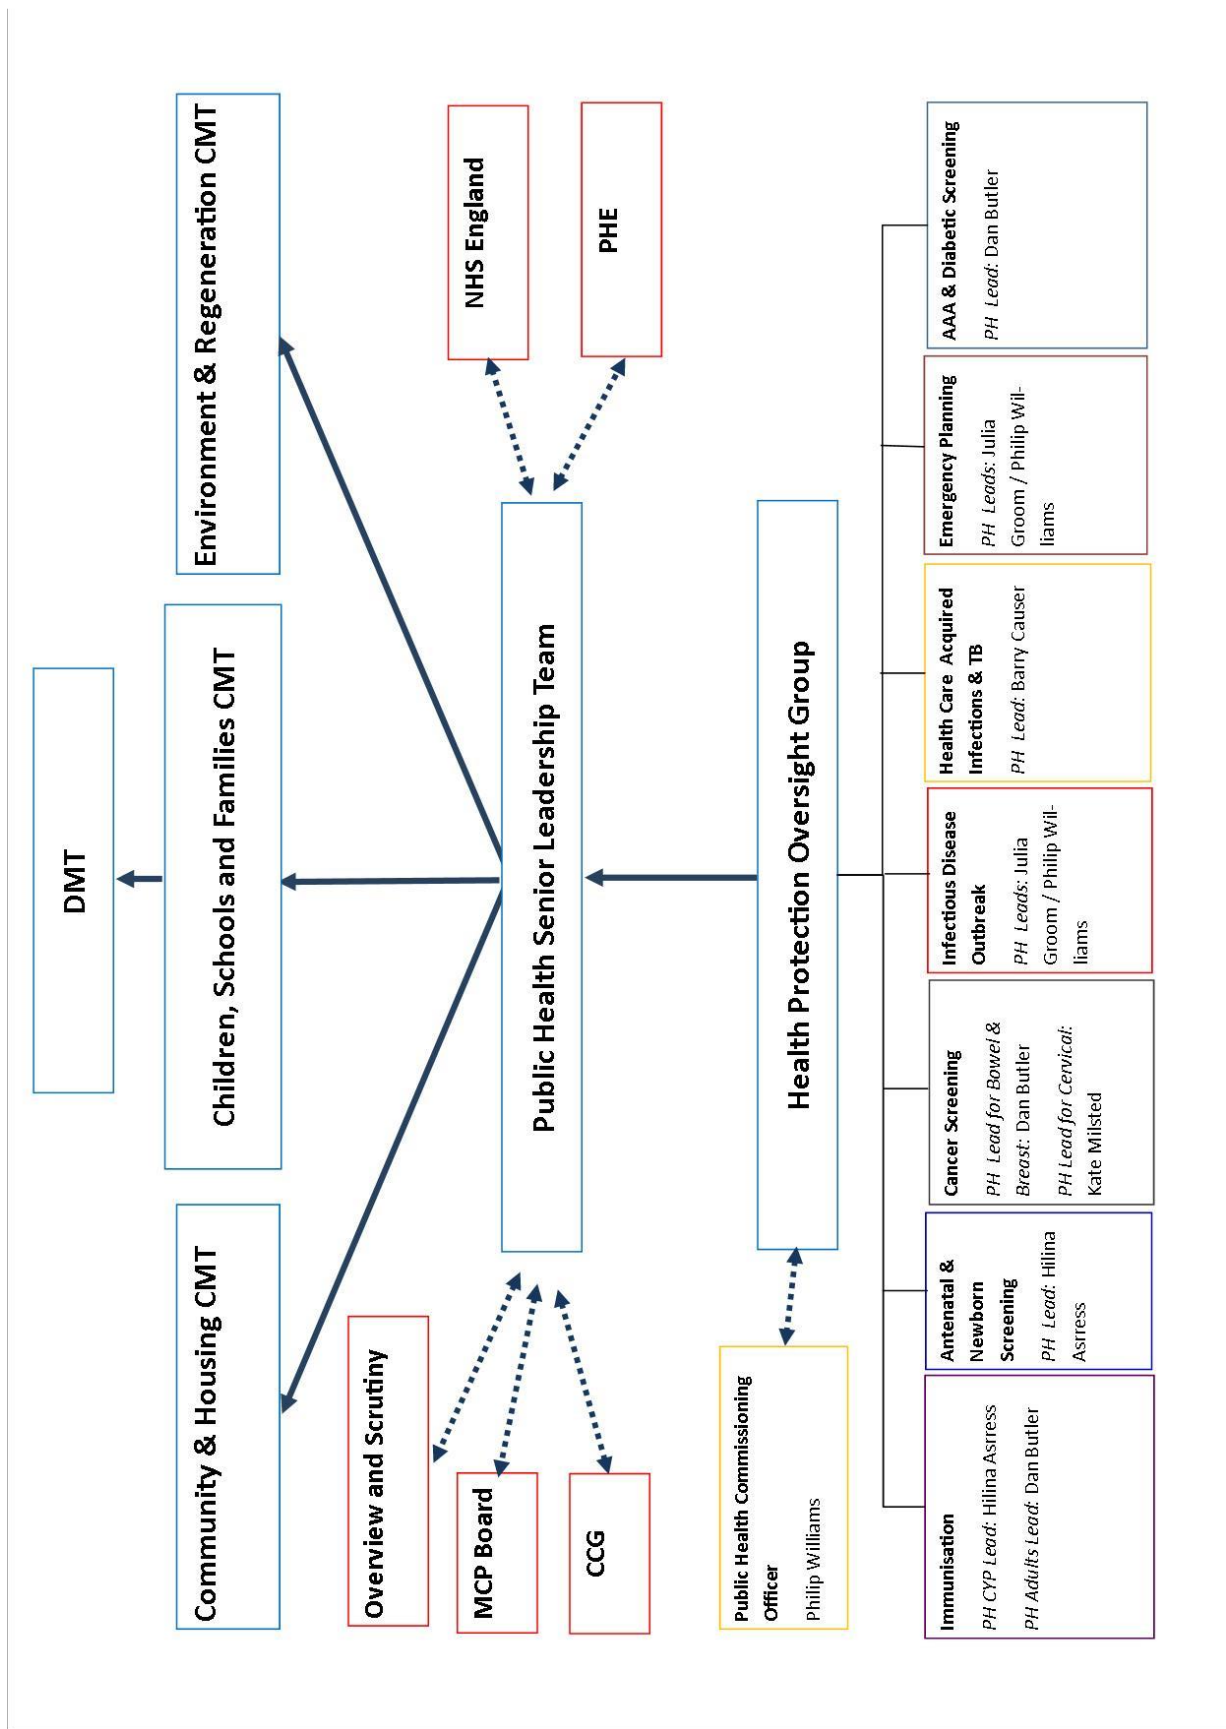 DMT
Community & Housing CMT
Children, Schools and Families CMT
Environment & Regeneration CMT
Overview and Scrutiny
MCP Board
CCG
NHS England
PHE
Public Health Senior Leadership Team
Public Health Commissioning
Officer
Philip Williams
Health Protection Oversight Group
Immunisation
PH CYP Lead: Hilina Asrress
PH Adults Lead: Dan Butler
Antenatal &
Newborn
Screening
PH Lead: Hilina
Asrress
Cancer Screening
PH Lead for Bowel &
Breast: Dan Butler
PH Lead for Cervical:
Kate Milsted
Infectious Disease
Outbreak
PH Leads: Julia
Groom / Philip Wil-
liams
Health Care Acquired
Infections & TB
PH Lead: Barry Causer
Emergency Planning
PH Leads: Julia
Groom / Philip Wil-
liams
AAA & Diabetic Screening
PH Lead: Dan Butler